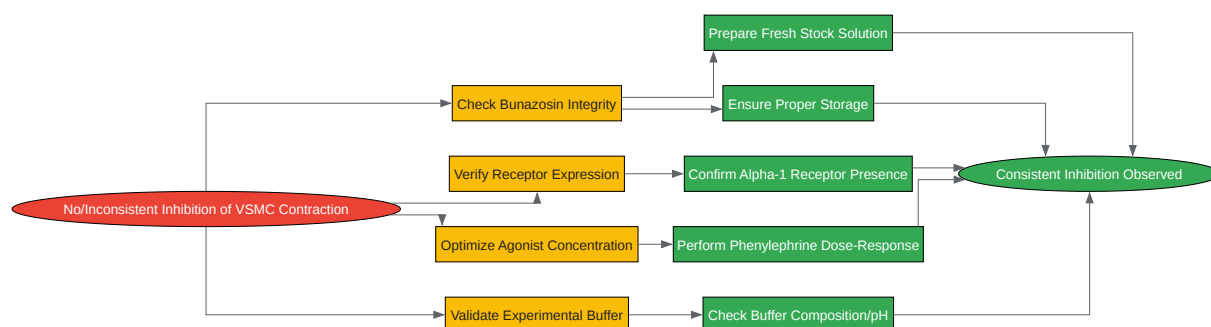 Prepare Fresh Stock Solution
Check Bunazosin Integrity
Ensure Proper Storage
Verify Receptor Expression
Confirm Alpha-1 Receptor Presence
Consistent Inhibition Observed
No/Inconsistent Inhibition of VSMC Contraction
Optimize Agonist Concentration
Perform Phenylephrine Dose-Response
Validate Experimental Buffer
Check Buffer Composition/pH